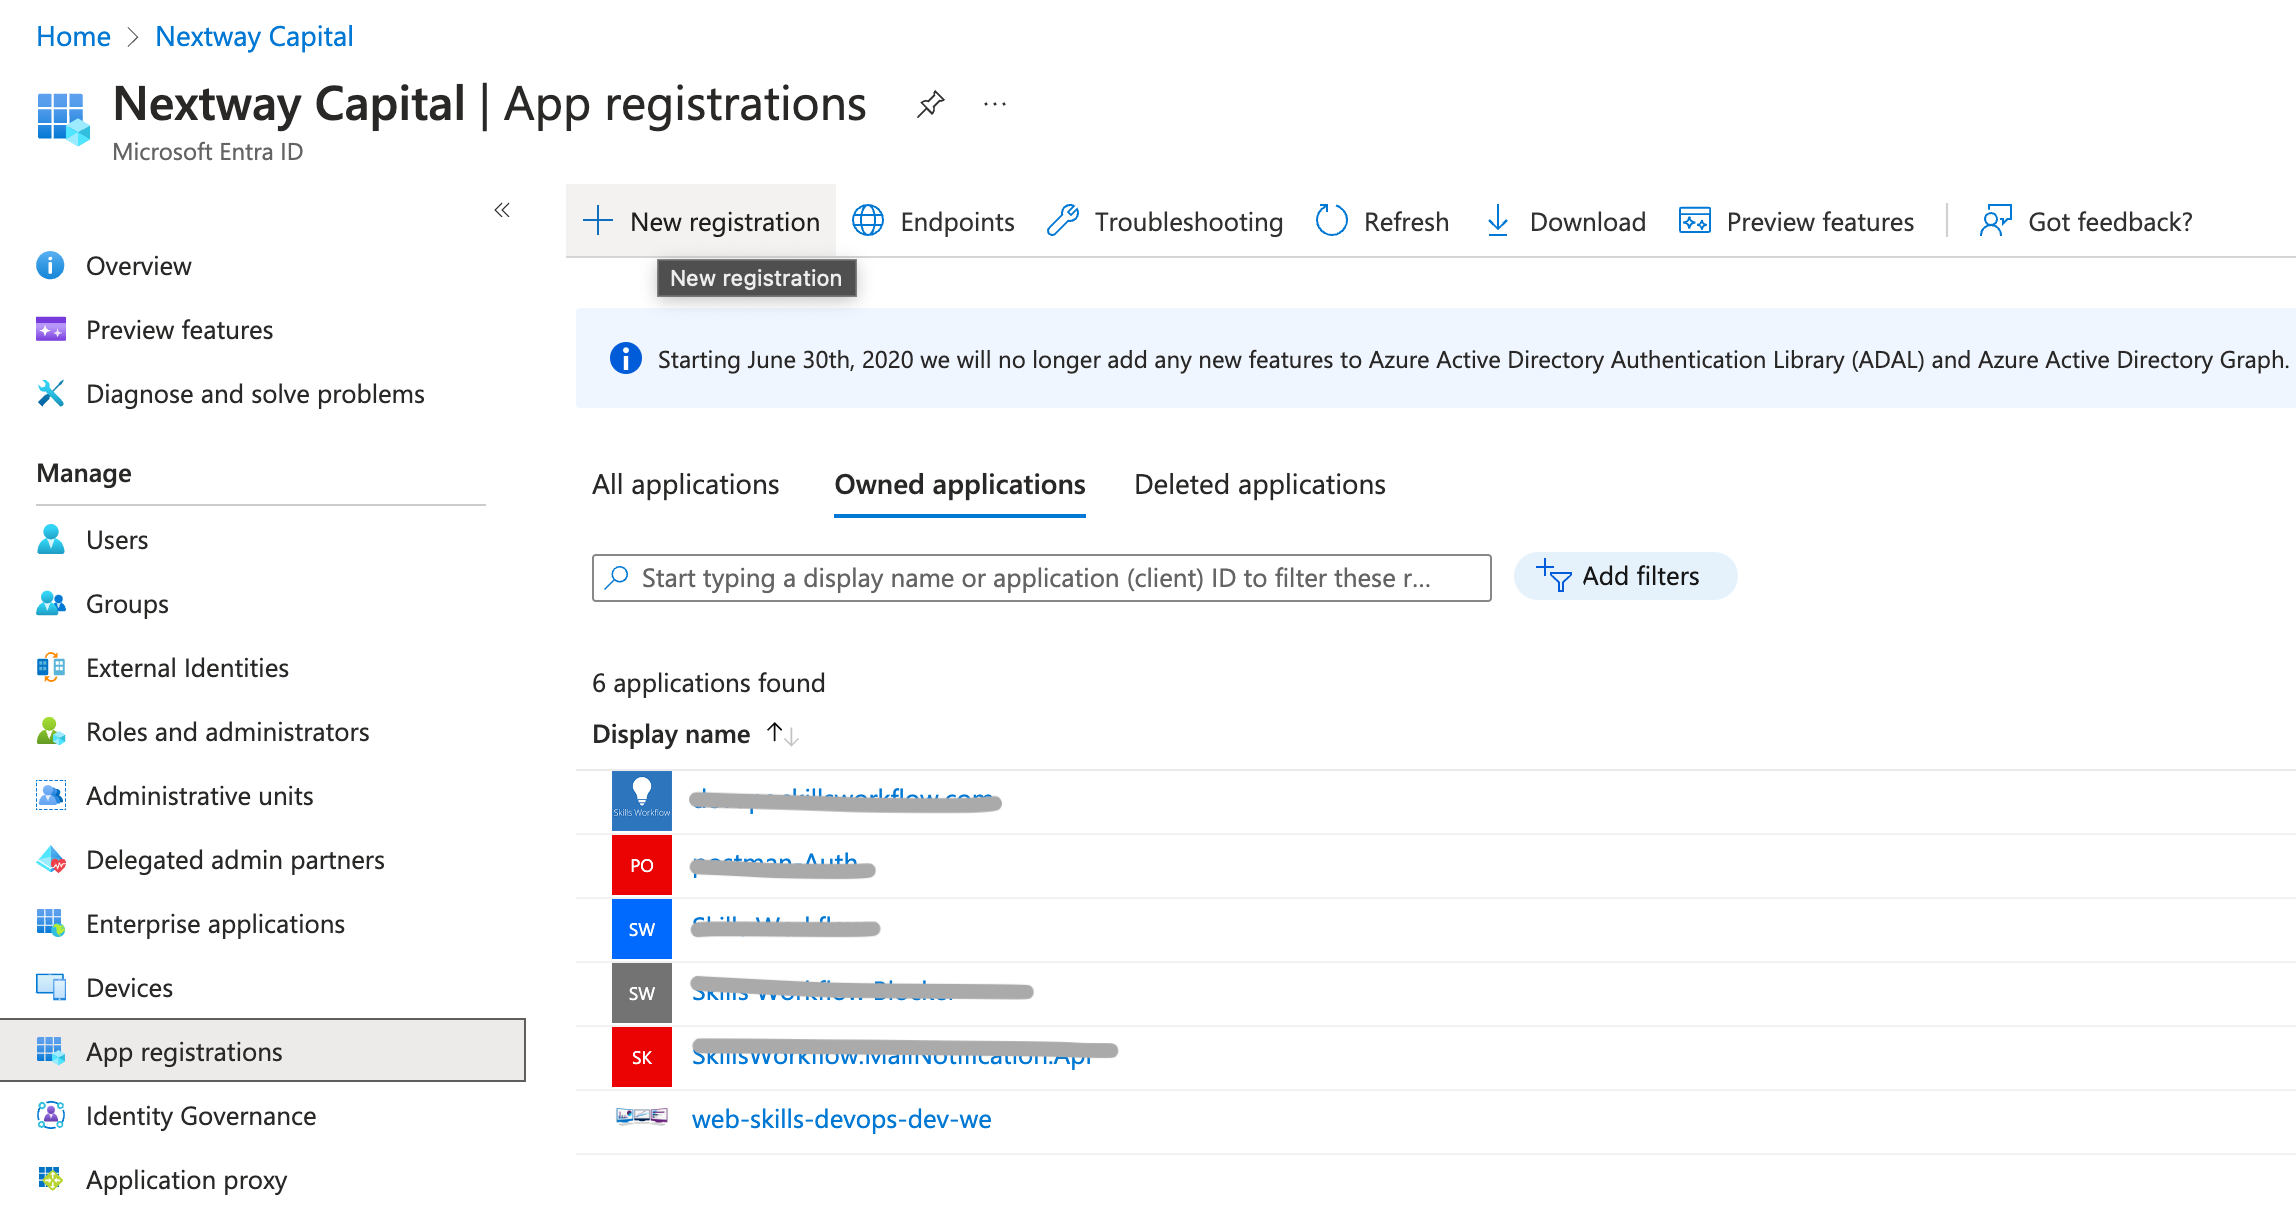 Home > Nextway Capital
Nextway Capital | App registrations
Microsoft Entra ID
New registration
Endpoints
Troubleshooting
Refresh
Download
Preview features
Got feedback?
New registration
Overview
Preview features
Diagnose and solve problems
Manage
Users
Groups
External Identities
Roles and administrators
Administrative units
Delegated admin partners
Enterprise applications
Devices
App registrations
Identity Governance
Application proxy
Starting June 30th, 2020 we will no longer add any new features to Azure Active Directory Authentication Library (ADAL) and Azure Active Directory Graph.
All applications
Owned applications
Deleted applications
Start typing a display name or application (client) ID to filter these r...
Add filters
6 applications found
Display name
Skills Workflow
PO
SW
SW
SK
web-skills-devops-dev-we